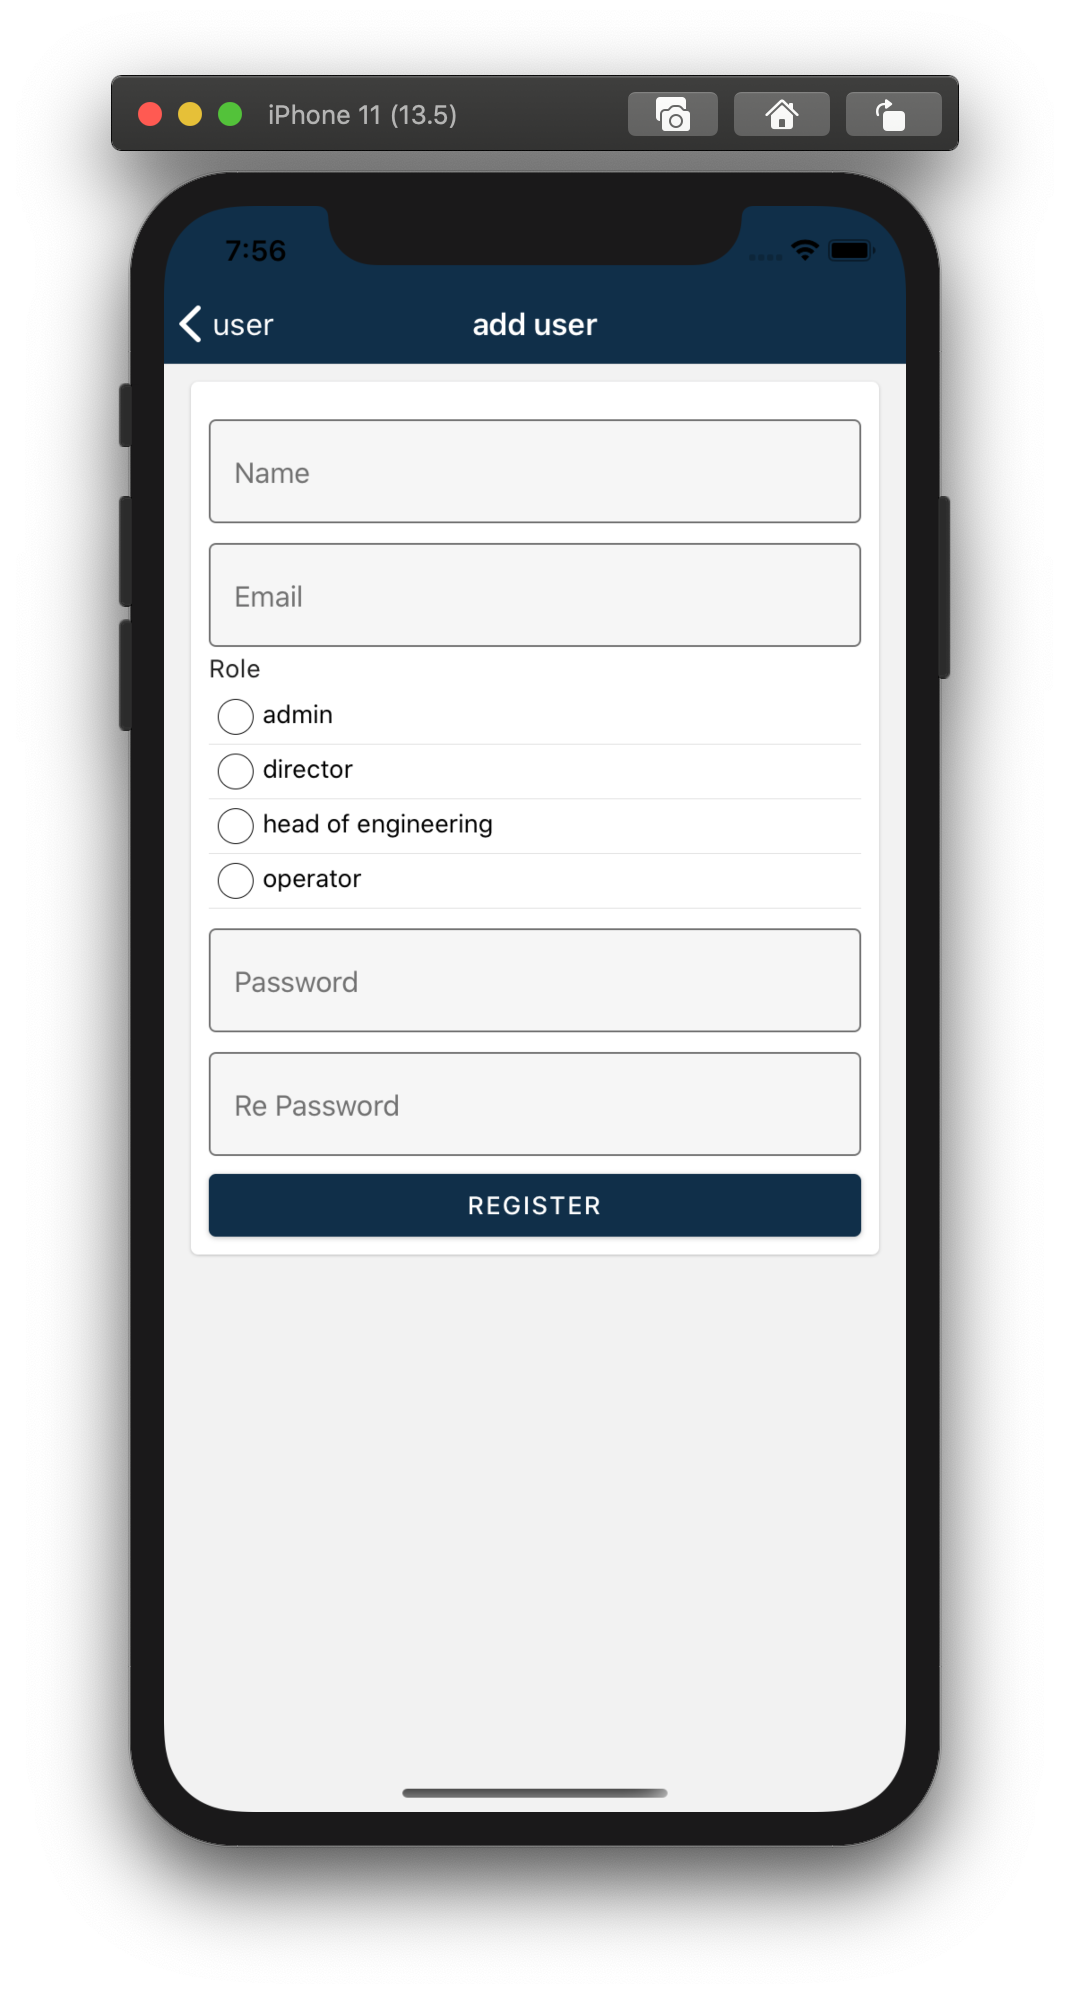 iPhone 11 (13.5)
7:56
user
add user
Name
Email
Role
admin
director
head of engineering
operator
Password
Re Password
REGISTER